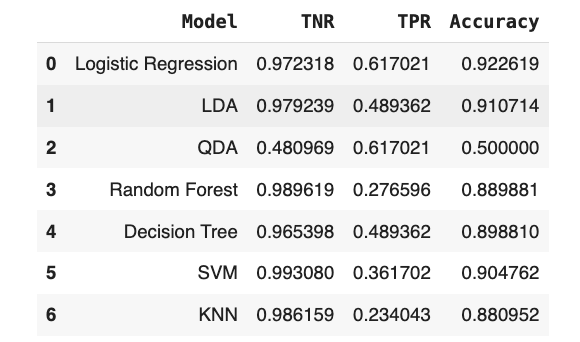 Model TNR TPR Accuracy
0 Logistic Regression 0.972318 0.617021 0.922619
1 LDA 0.979239 0.489362 0.910714
2 QDA 0.480969 0.617021 0.500000
3 Random Forest 0.989619 0.276596 0.889881
4 Decision Tree 0.965398 0.489362 0.898810
5 SVM 0.993080 0.361702 0.904762
6 KNN 0.986159 0.234043 0.880952